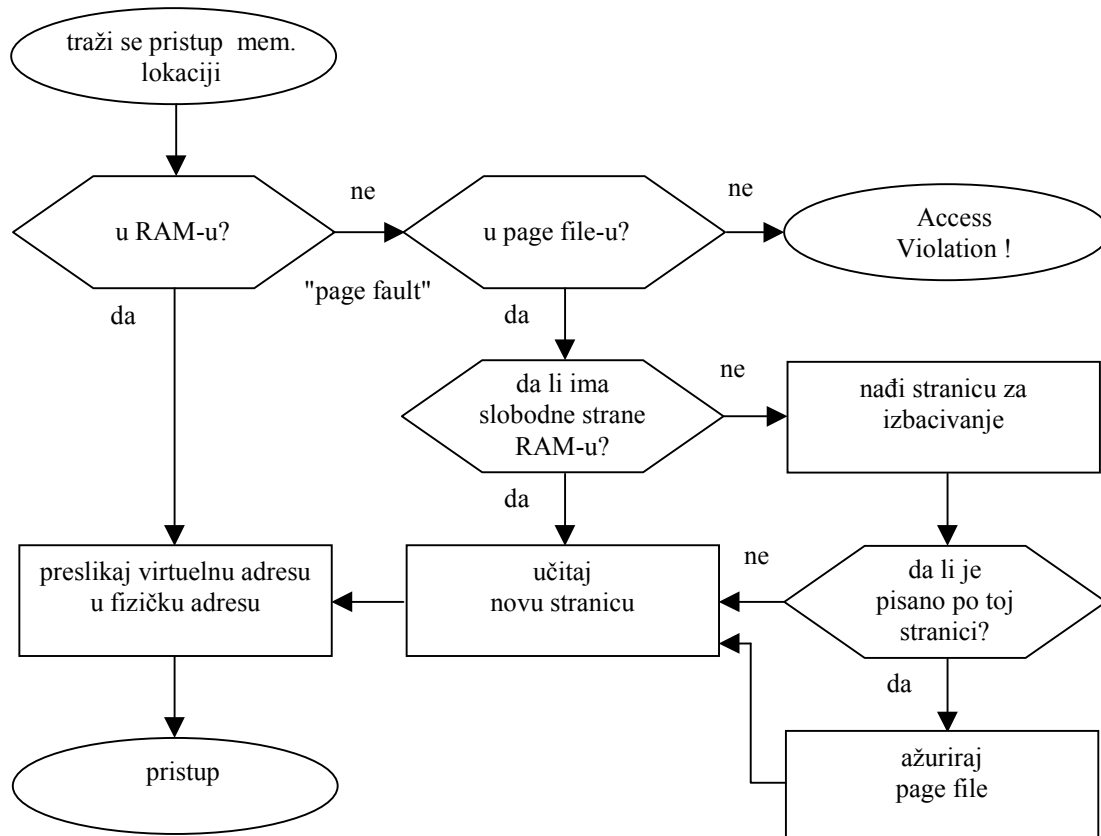 traži se pristup mem.
lokaciji
u RAM-u?
ne
"page fault"
da
u page file-u?
ne
da
Access
Violation !
da li ima
slobodne strane
RAM-u?
ne
da
nađi stranicu za
izbacivanje
preslikaj virtuelnu adresu
u fizičku adresu
učitaj
novu stranicu
ne
da li je
pisano po toj
stranici?
da
pristup
ažuriraj
page file